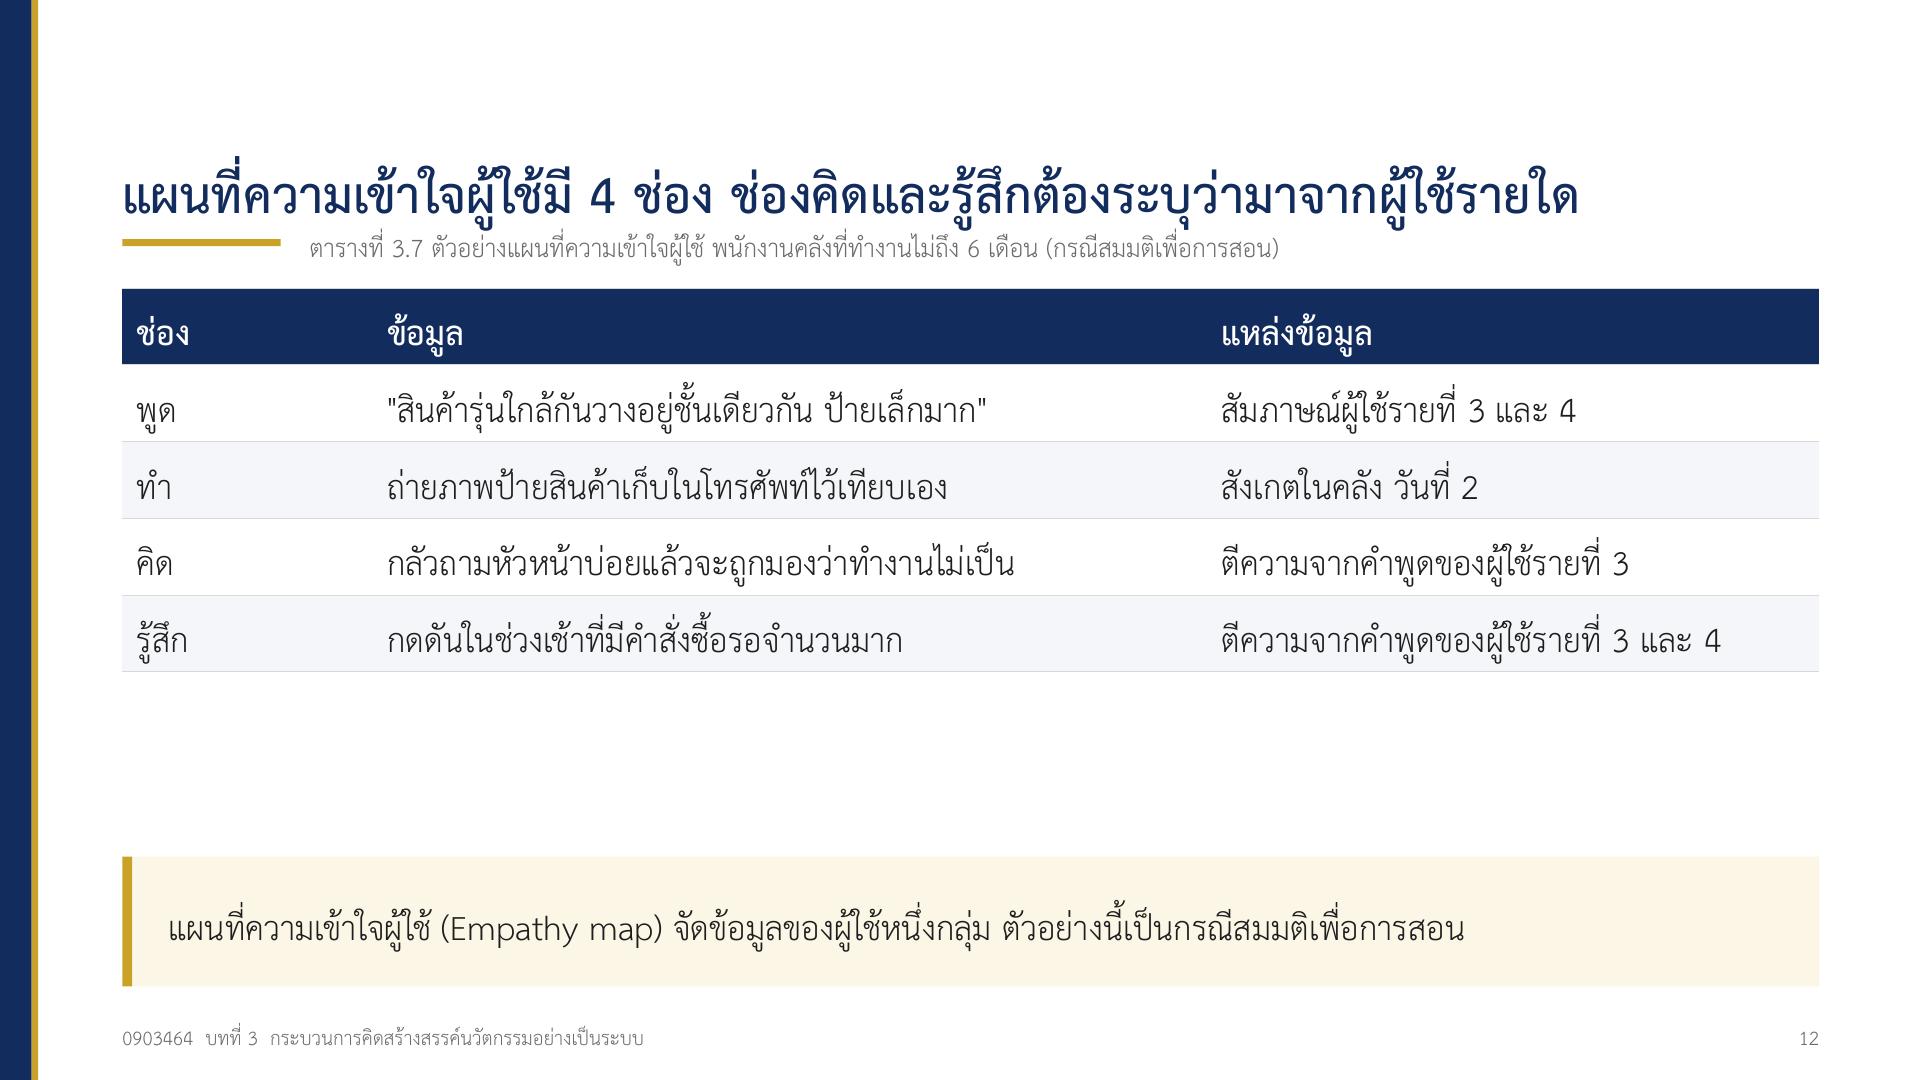 แผนที่ความเข้าใจผู้ใช้มี 4 ช่อง ช่องคิดและรู้สึกต้องระบุว่ามาจากผู้ใช้รายใด
ตารางที่ 3.7 ตัวอย่างแผนที่ความเข้าใจผู้ใช้ พนักงานคลังที่ทำงานไม่ถึง 6 เดือน (กรณีสมมติเพื่อการสอน)
ช่อง ข้อมูล แหล่งข้อมูล
พูด "สินค้ารุ่นใกล้กันวางอยู่ชั้นเดียวกัน ป้ายเล็กมาก" สัมภาษณ์ผู้ใช้รายที่ 3 และ 4
ทำ ถ่ายภาพป้ายสินค้าเก็บในโทรศัพท์ไว้เทียบเอง สังเกตในคลัง วันที่ 2
คิด กลัวถามหัวหน้าบ่อยแล้วจะถูกมองว่าทำงานไม่เป็น ตีความจากคำพูดของผู้ใช้รายที่ 3
รู้สึก กดดันในช่วงเช้าที่มีคำสั่งซื้อรอจำนวนมาก ตีความจากคำพูดของผู้ใช้รายที่ 3 และ 4
แผนที่ความเข้าใจผู้ใช้ (Empathy map) จัดข้อมูลของผู้ใช้หนึ่งกลุ่ม ตัวอย่างนี้เป็นกรณีสมมติเพื่อการสอน
0903464 บทที่ 3 กระบวนการคิดสร้างสรรค์นวัตกรรมอย่างเป็นระบบ 12